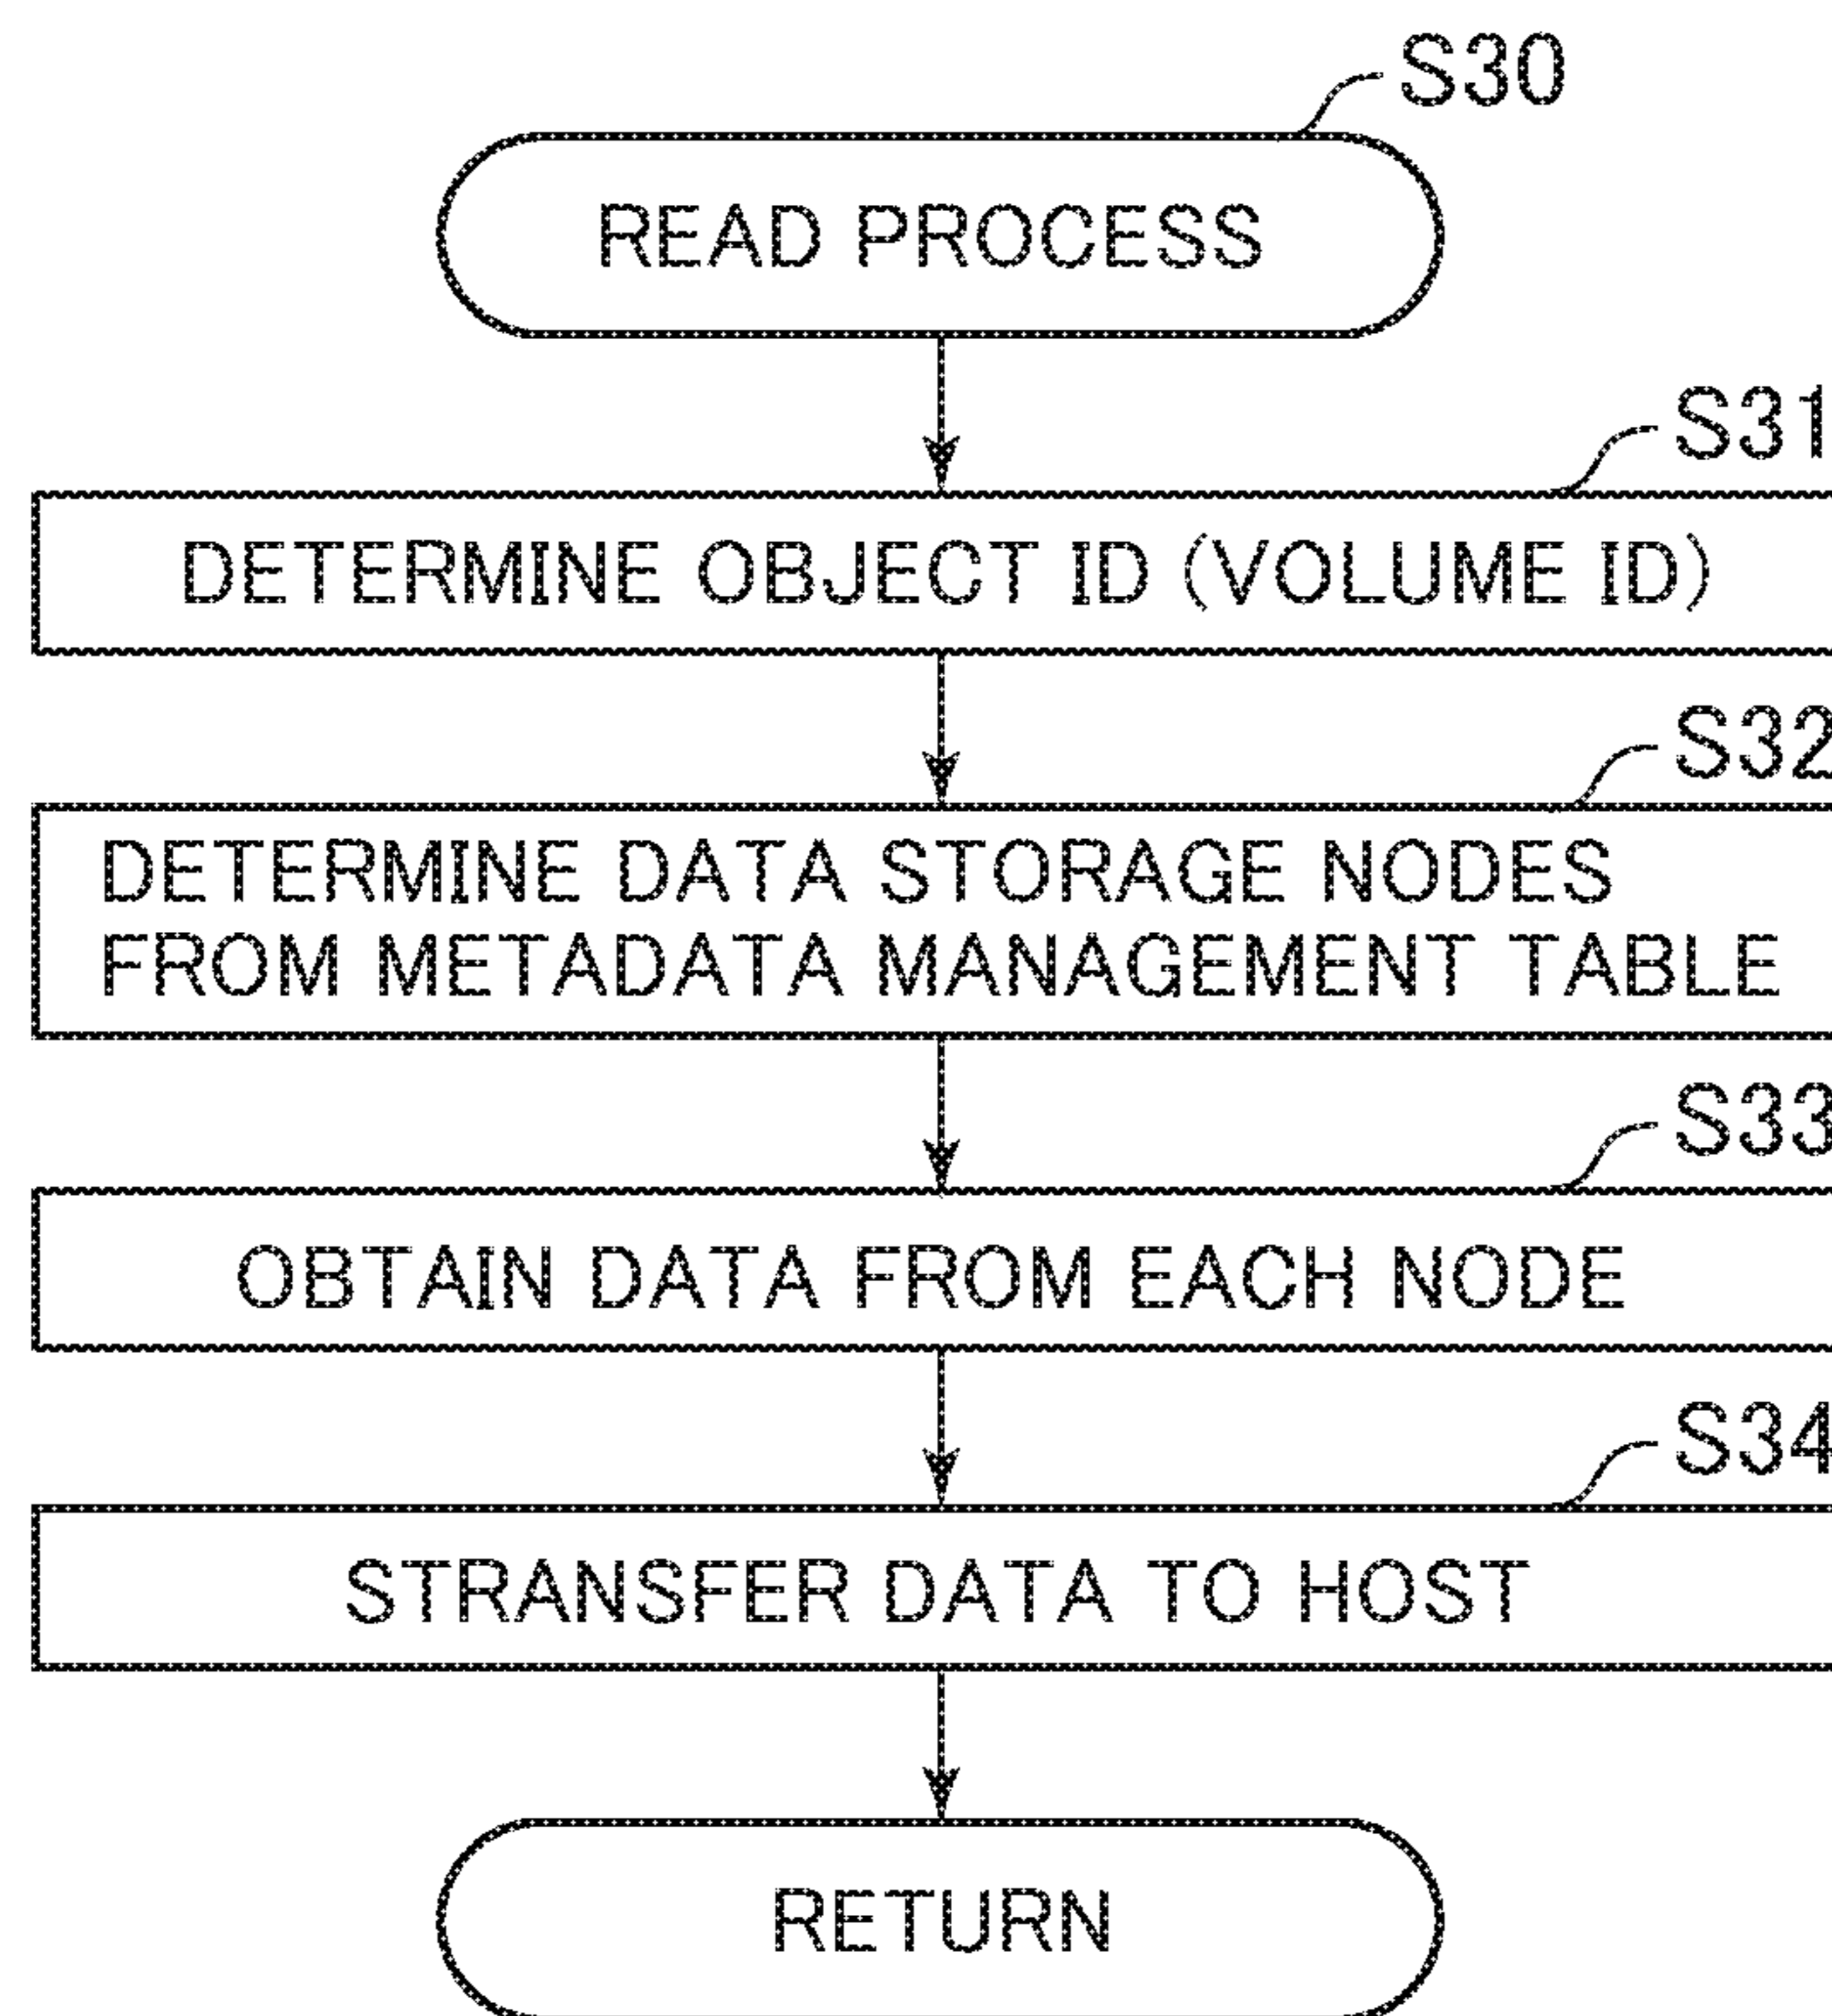 S30
READ PROCESS
S31
DETERMINE OBJECT ID (VOLUME ID)
S32
DETERMINE DATA STORAGE NODES
FROM METADATA MANAGEMENT TABLE
S33
OBTAIN DATA FROM EACH NODE
S34
STRANSFER DATA TO HOST
RETURN